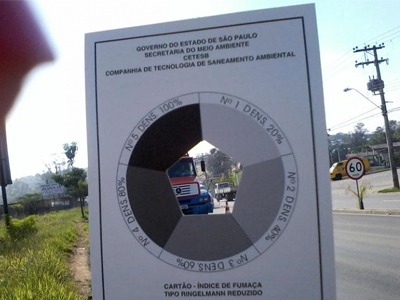 GOVERNO DO ESTADO DE SÃO PAULO
SECRETARIA DO MEIO AMBIENTE
CETESB
COMPANHIA DE TECNOLOGIA DE SANEAMENTO AMBIENTAL
Nº 1 DENS 20%
Nº 2 DENS 40%
Nº 3 DENS 60%
Nº 4 DENS 80%
Nº 5 DENS 100%
60
CARTÃO - ÍNDICE DE FUMAÇA
TIPO RINGELMANN REDUZIDO